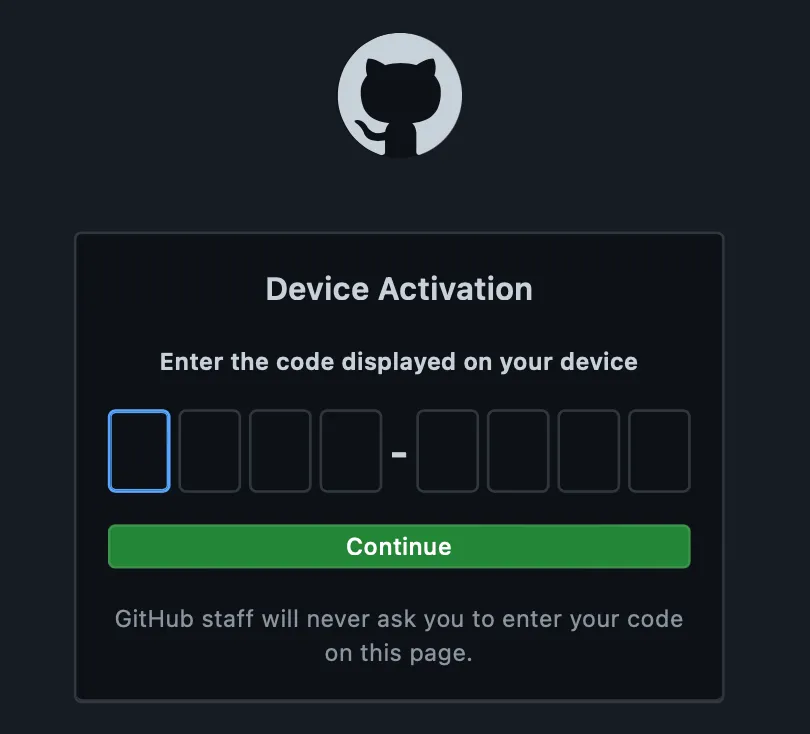 Device Activation
Enter the code displayed on your device
-
Continue
GitHub staff will never ask you to enter your code
on this page.